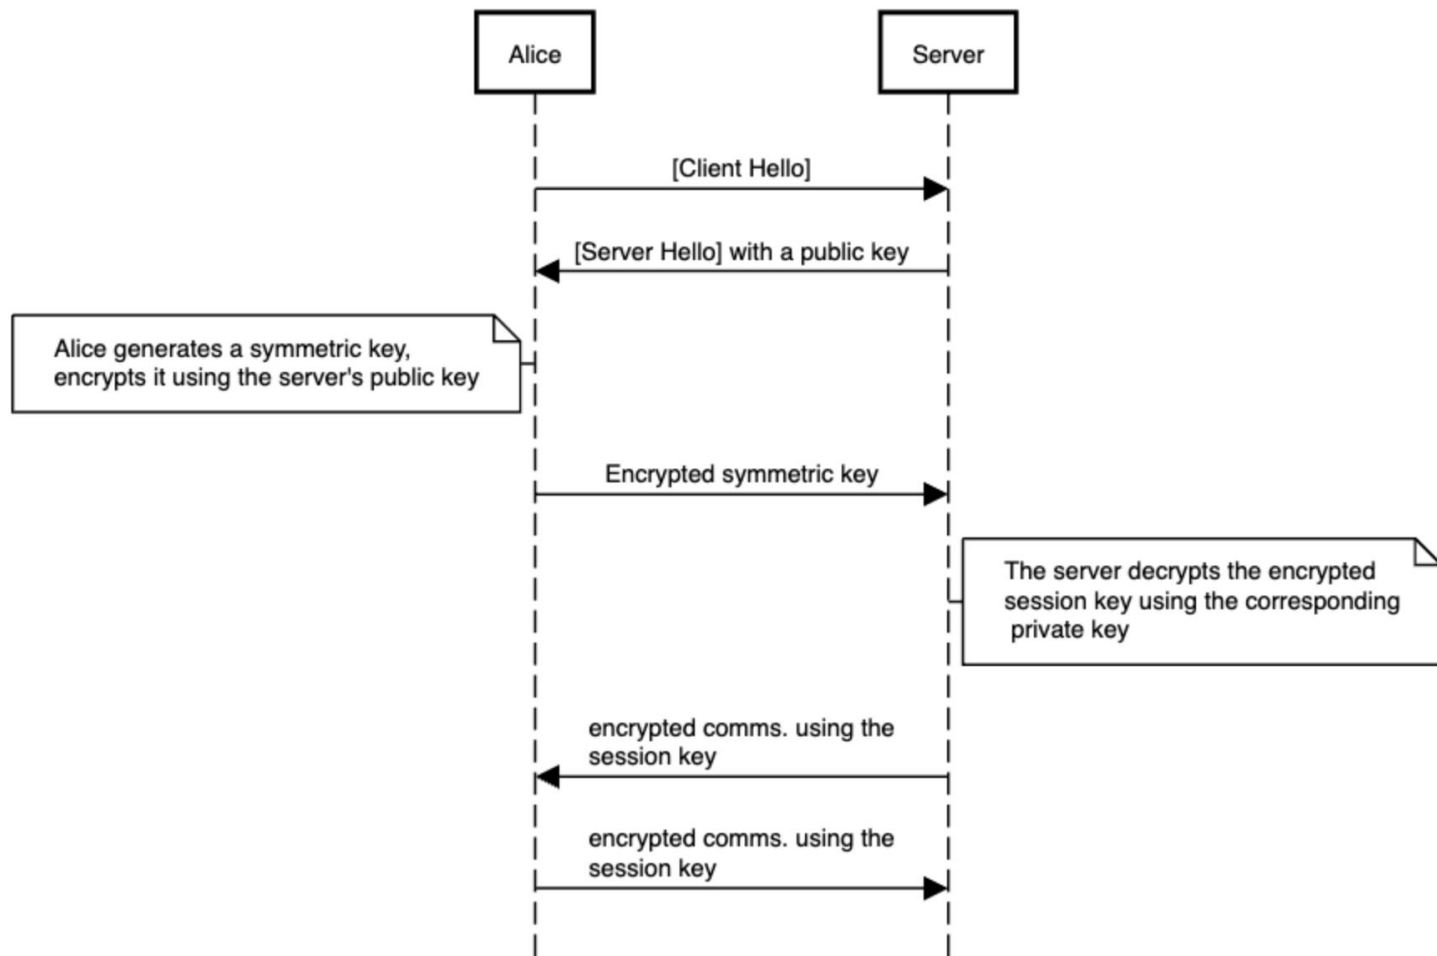 Alice
Server
[Client Hello]
[Server Hello] with a public key
Alice generates a symmetric key,
encrypts it using the server's public key
Encrypted symmetric key
The server decrypts the encrypted
session key using the corresponding
private key
encrypted comms. using the
session key
encrypted comms. using the
session key